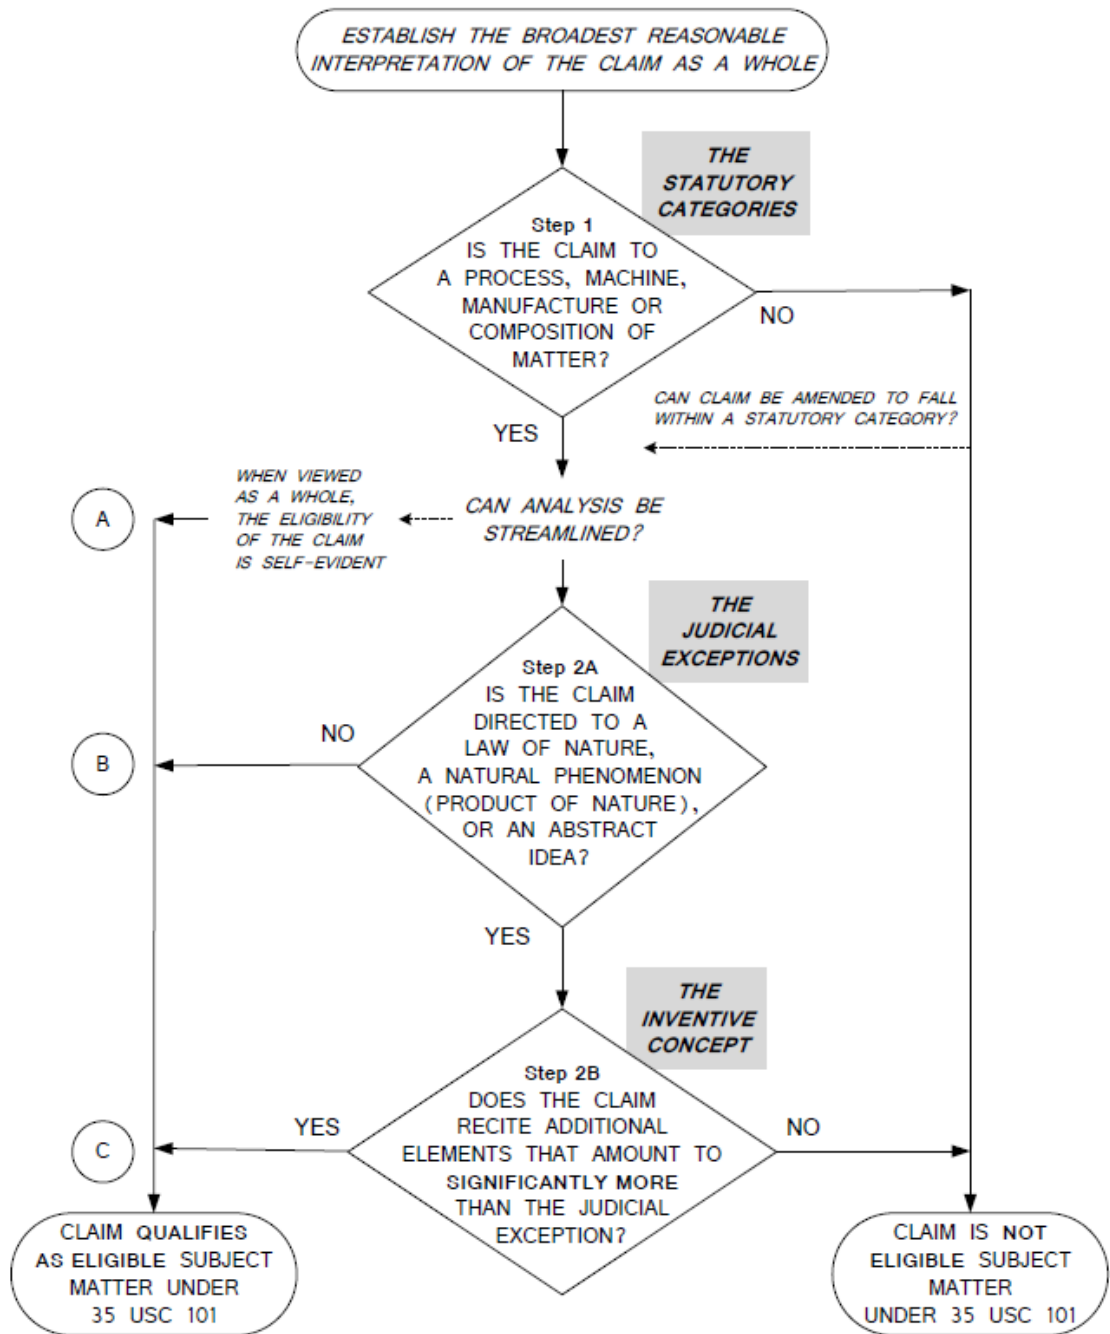 ESTABLISH THE BROADEST REASONABLE
INTERPRETATION OF THE CLAIM AS A WHOLE
THE
STATUTORY
CATEGORIES
Step 1
IS THE CLAIM TO
A PROCESS, MACHINE,
MANUFACTURE OR
COMPOSITION OF
MATTER?
NO
CAN CLAIM BE AMENDED TO FALL
WITHIN A STATUTORY CATEGORY?
YES
WHEN VIEWED
AS A WHOLE,
THE ELIGIBILITY
OF THE CLAIM
IS SELF-EVIDENT
A
CAN ANALYSIS BE
STREAMLINED?
THE
JUDICIAL
EXCEPTIONS
Step 2A
IS THE CLAIM
DIRECTED TO A
LAW OF NATURE,
A NATURAL PHENOMENON
(PRODUCT OF NATURE),
OR AN ABSTRACT
IDEA?
NO
B
YES
THE
INVENTIVE
CONCEPT
Step 2B
DOES THE CLAIM
RECITE ADDITIONAL
ELEMENTS THAT AMOUNT TO
SIGNIFICANTLY MORE
THAN THE JUDICIAL
EXCEPTION?
YES
NO
C
CLAIM QUALIFIES
AS ELIGIBLE SUBJECT
MATTER UNDER
35 USC 101
CLAIM IS NOT
ELIGIBLE SUBJECT
MATTER
UNDER 35 USC 101